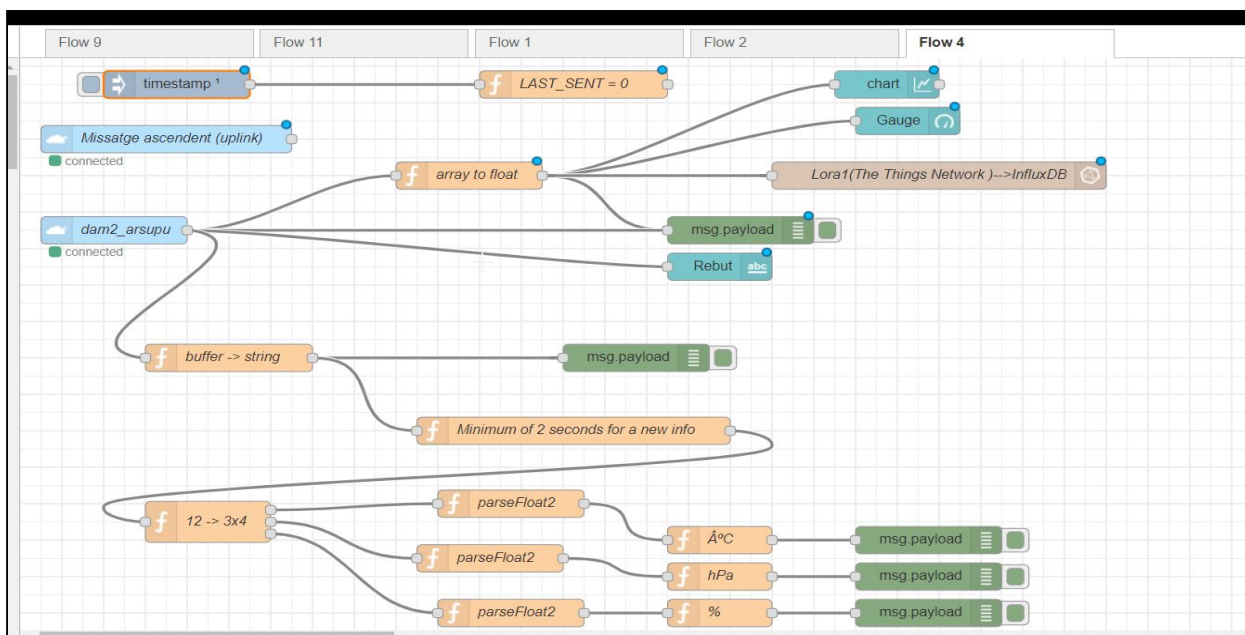 Flow 9
Flow 11
Flow 1
Flow 2
Flow 4
timestamp ¹
LAST_SENT = 0
chart
Gauge
Missatge ascendent (uplink)
connected
array to float
Lora1(The Things Network )-->InfluxDB
dam2_arsupu
connected
msg.payload
Rebut
abc
buffer -> string
msg.payload
Minimum of 2 seconds for a new info
12 -> 3x4
parseFloat2
ÂºC
msg.payload
parseFloat2
hPa
msg.payload
parseFloat2
%
msg.payload